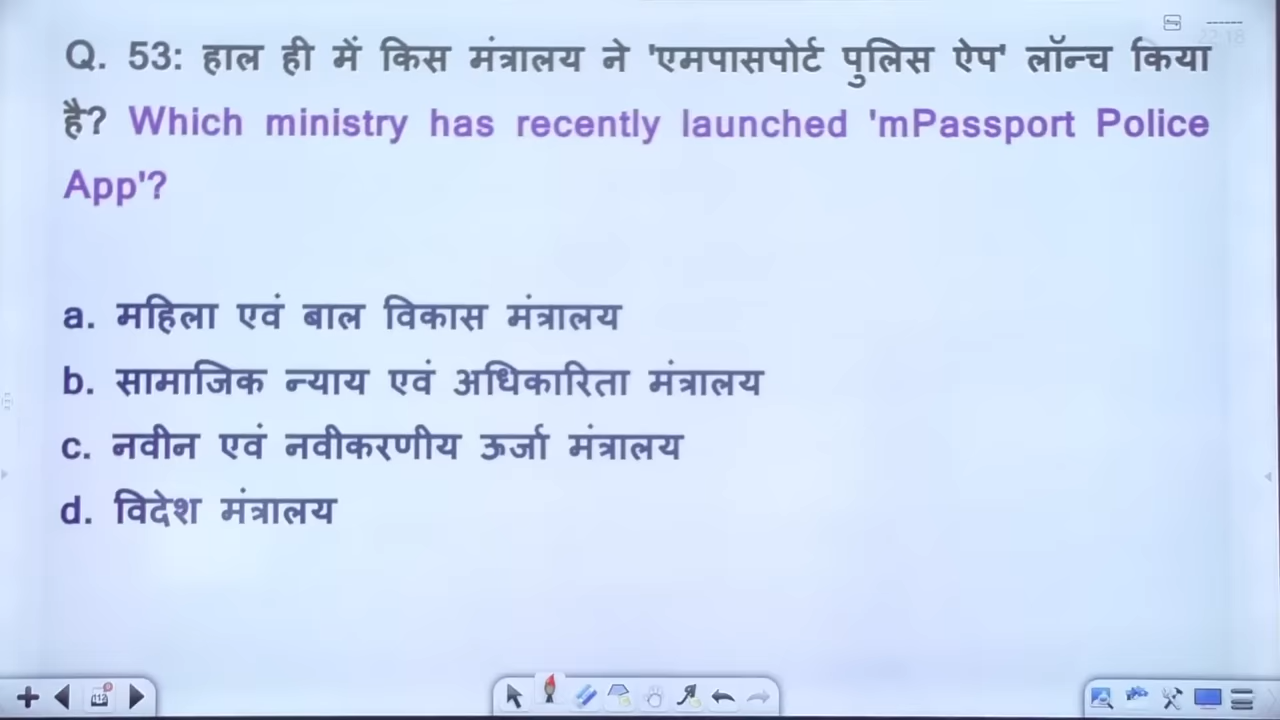 Q. 53: हाल ही में किस मंत्रालय ने 'एमपासपोर्ट पुलिस ऐप' लॉन्च किया
है? Which ministry has recently launched 'mPassport Police
App'?
a. महिला एवं बाल विकास मंत्रालय
b. सामाजिक न्याय एवं अधिकारिता मंत्रालय
c. नवीन एवं नवीकरणीय ऊर्जा मंत्रालय
d. विदेश मंत्रालय